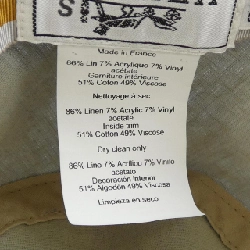 S
Made in France
86% Lin 7% Acrylique 7% Vinyl
acétate
Garniture intérieure
51% Coton 49% Viscose
Nettoyage à sec
86% Linen 7% Acrylic 7% Vinyl
acetate
Inside trim
51% Cotton 49% Viscose
Dry clean only
86% Lino 7% Acrílico 7% Vinilo
acetato
Decoración interior
51% Algodón 49% Viscose
Limpieza en seco